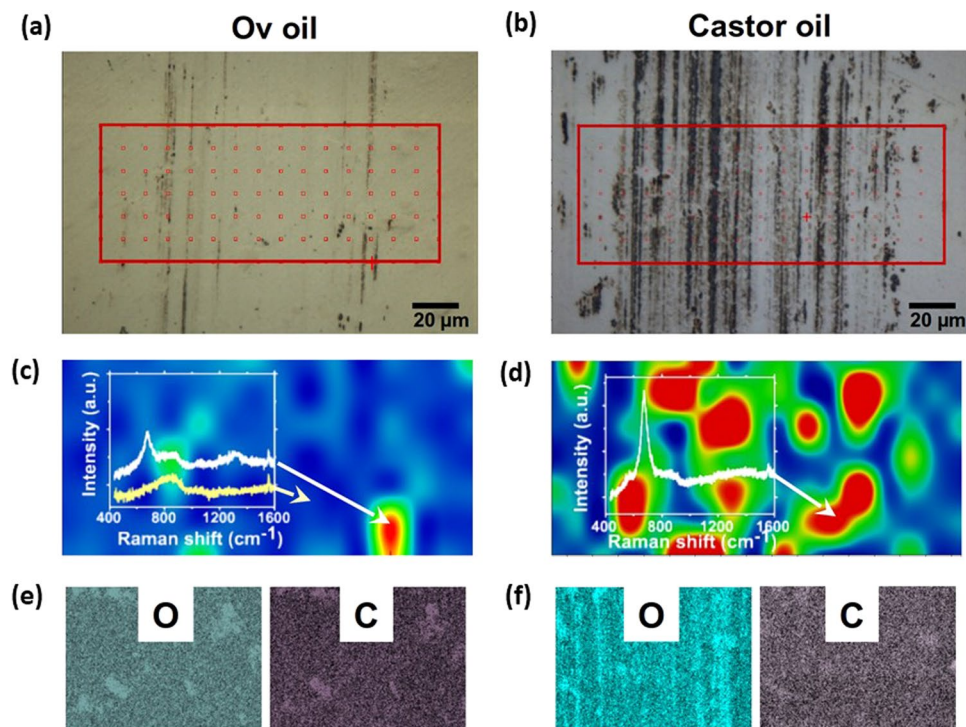 (a)
Ov oil
(b)
Castor oil
20 µm
20 µm
(c)
Intensity (a.u.)
400
800
1200
1600
Raman shift (cm-1)
(d)
Intensity (a.u.)
400
800
1200
1600
Raman shift (cm-1)
(e)
O
C
(f)
O
C